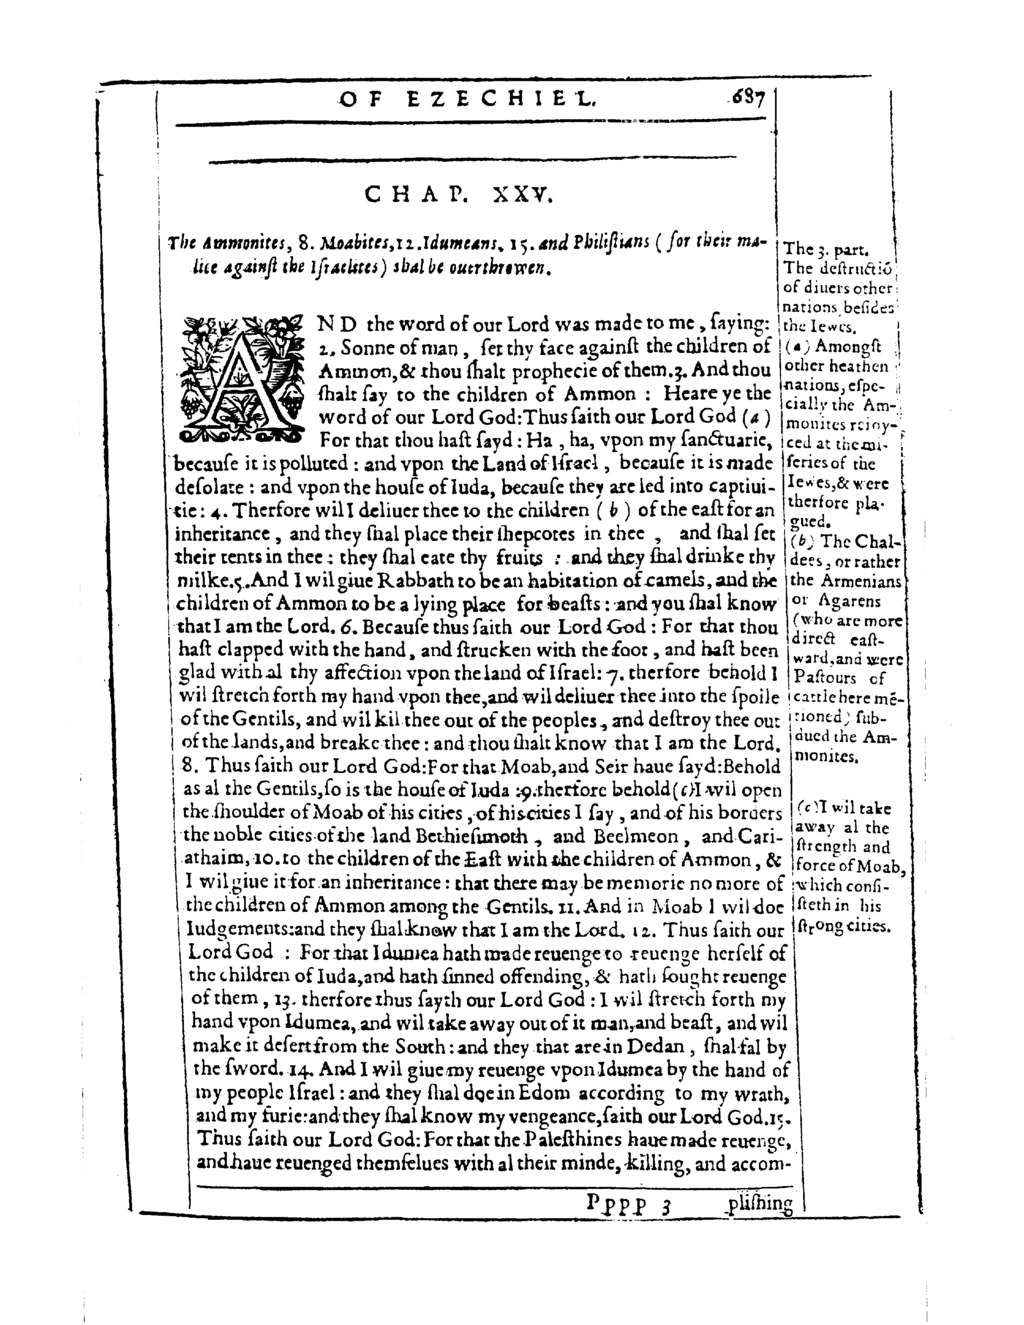 OF EZECHIEL. 687
CHAP. XXV.
The Ammonites, 8. Moabites, 12. Idumeans, 15. and Philiſtians ( for their ma-
lice againſt the Iſraelites) shal be ouerthrowen.
AND the word of our Lord was made to me, ſaying:
2. Sonne of man, ſet thy face againſt the children of
Ammon, & thou ſhalt prophecie of them. 3. And thou
ſhalt ſay to the children of Ammon : Heare ye the
word of our Lord God: Thus ſaith our Lord God (a)
For that thou haſt ſayd : Ha, ha, vpon my ſanctuarie,
becauſe it is polluted : and vpon the Land of Iſrael, becauſe it is made
deſolate : and vpon the houſe of Iuda, becauſe they are led into captiui-
tie : 4. Therfore wil I deliuer thee to the children ( b ) of the eaſt for an
inheritance, and they ſhal place their ſhepcotes in thee, and ſhal ſet
their tents in thee : they ſhal eate thy fruits : and they ſhal drinke thy
milke. 5. And I wil giue Rabbath to be an habitation of camels, and the
children of Ammon to be a lying place for beaſts : and you ſhal know
that I am the Lord. 6. Becauſe thus ſaith our Lord God : For that thou
haſt clapped with the hand, and ſtrucken with the foot, and haſt been
glad with al thy affection vpon the land of Iſrael: 7. therfore behold I
wil ſtretch forth my hand vpon thee, and wil deliuer thee into the ſpoile
of the Gentils, and wil kil thee out of the peoples, and deſtroy thee out
of the lands, and breake thee : and thou ſhalt know that I am the Lord.
8. Thus ſaith our Lord God: For that Moab, and Seir haue ſayd: Behold
as al the Gentils, ſo is the houſe of Iuda : 9. therfore behold (c) I wil open
the ſhoulder of Moab of his cities, of his cities I ſay, and of his borders
the noble cities of the land Bethieſimoth, and Beelmeon, and Cari-
athaim, 10. to the children of the Eaſt with the children of Ammon, &
I wil giue it for an inheritance : that there may be memorie no more of
the children of Ammon among the Gentils. 11. And in Moab I wil doe
Iudgements: and they ſhal know that I am the Lord. 12. Thus ſaith our
Lord God : For that Idumea hath made reuenge to reuenge herſelf of
the children of Iuda, and hath ſinned offending, & hath ſought reuenge
of them, 13. therfore thus ſayth our Lord God : I wil ſtretch forth my
hand vpon Idumea, and wil take away out of it man, and beaſt, and wil
make it deſert from the South : and they that are in Dedan, ſhal fal by
the ſword. 14. And I wil giue my reuenge vpon Idumea by the hand of
my people Iſrael : and they ſhal doe in Edom according to my wrath,
and my furie: and they ſhal know my vengeance, ſaith our Lord God. 15.
Thus ſaith our Lord God: For that the Paleſthines haue made reuenge,
and haue reuenged themſelues with al their minde, killing, and accom-
Pppp 3 pliſhing
The 3. part.
The deſtructiō
of diuers other
nations beſides
the Iewes.
(a) Amongſt
other heathen
nations, eſpe-
cially the Am-
monites reioy-
ced at the mi-
ſeries of the
Iewes, & were
therfore pla-
gued.
(b) The Chal-
dees, or rather
the Armenians
or Agarens
(who are more
direct eaſt-
ward, and were
Paſtours of
cattle here mē-
tioned) ſub-
dued the Am-
monites.
(c) I wil take
away al the
ſtrength and
force of Moab,
which conſi-
ſteth in his
ſtrong cities.